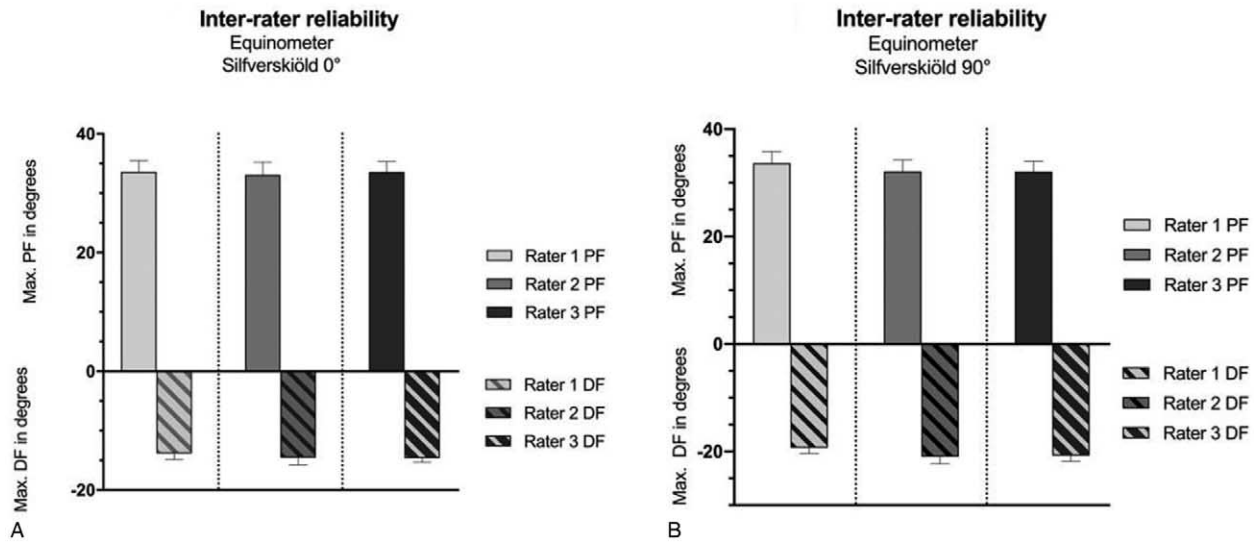 Inter-rater reliability
Equinometer
Silfverskiöld 0°
40
20
0
-20
Max. PF in degrees
Max. DF in degrees
Rater 1 PF
Rater 2 PF
Rater 3 PF
Rater 1 DF
Rater 2 DF
Rater 3 DF
A
Inter-rater reliability
Equinometer
Silfverskiöld 90°
40
20
0
-20
Max. PF in degrees
Max. DF in degrees
Rater 1 PF
Rater 2 PF
Rater 3 PF
Rater 1 DF
Rater 2 DF
Rater 3 DF
B